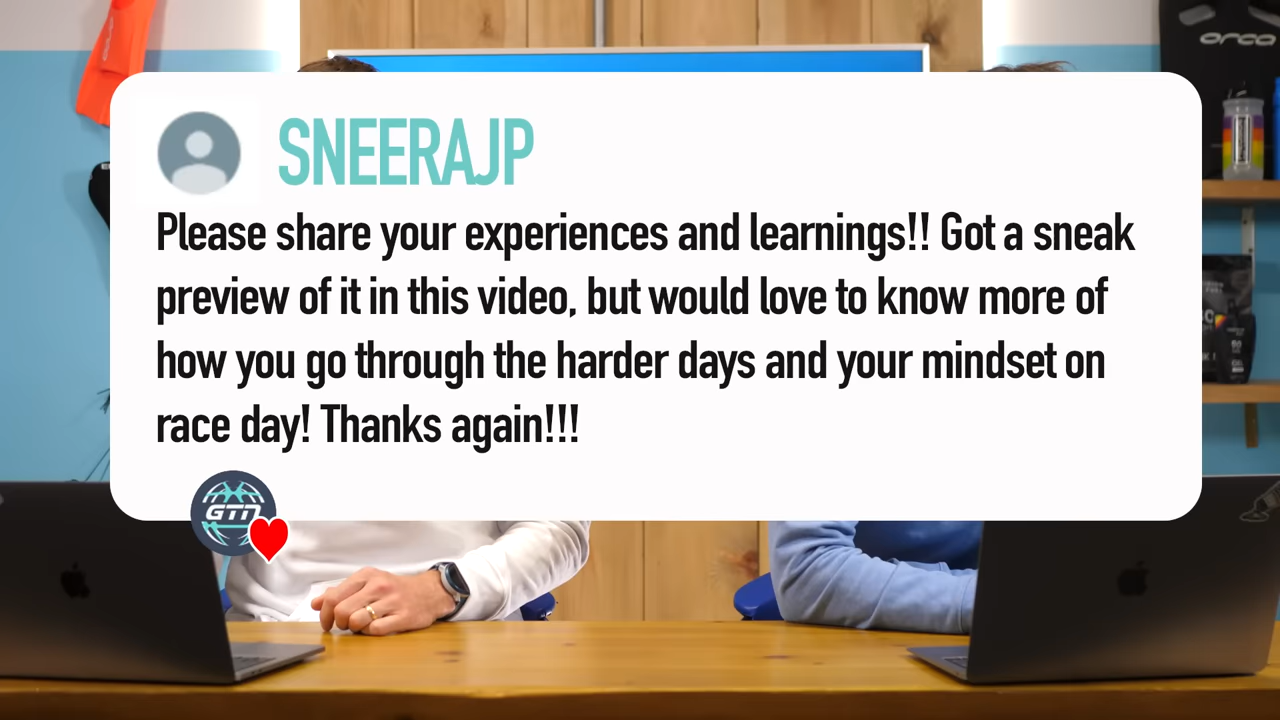 orca
SNEERAJP
Please share your experiences and learnings!! Got a sneak
preview of it in this video, but would love to know more of
how you go through the harder days and your mindset on
race day! Thanks again!!!
GTN